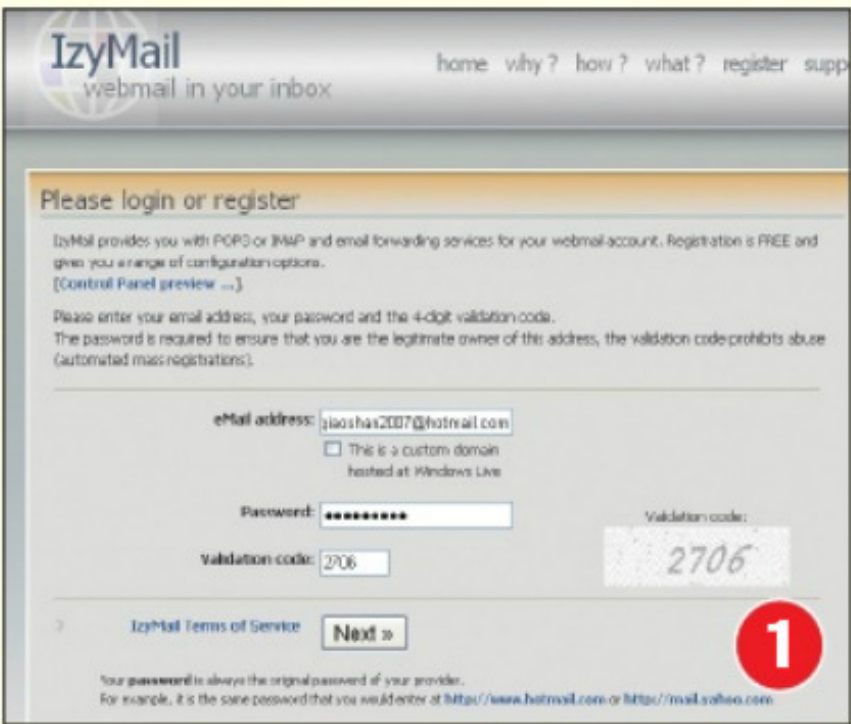 IzyMail
webmail in your inbox
home why? how? what? register supp
Please login or register
IzyMail provides you with POP3 or IMAP and email forwarding services for your webmail account. Registration is FREE and
gives you a range of configuration options.
[Control Panel preview ...]
Please enter your email address, your password and the 4-digit validation code.
The password is required to ensure that you are the legitimate owner of this address, the validation code prohibits abuse
(automated mass registrations).
eMail address: @hotmail.com
This is a custom domain
hosted at Windows Live
Password: •••••••••
Validation code:
Validation code: 2706
2706
IzyMail Terms of Service Next »
1
Your password is always the original password of your provider.
For example, it is the same password that you would enter at http://www.hotmail.com or http://mail.yahoo.com